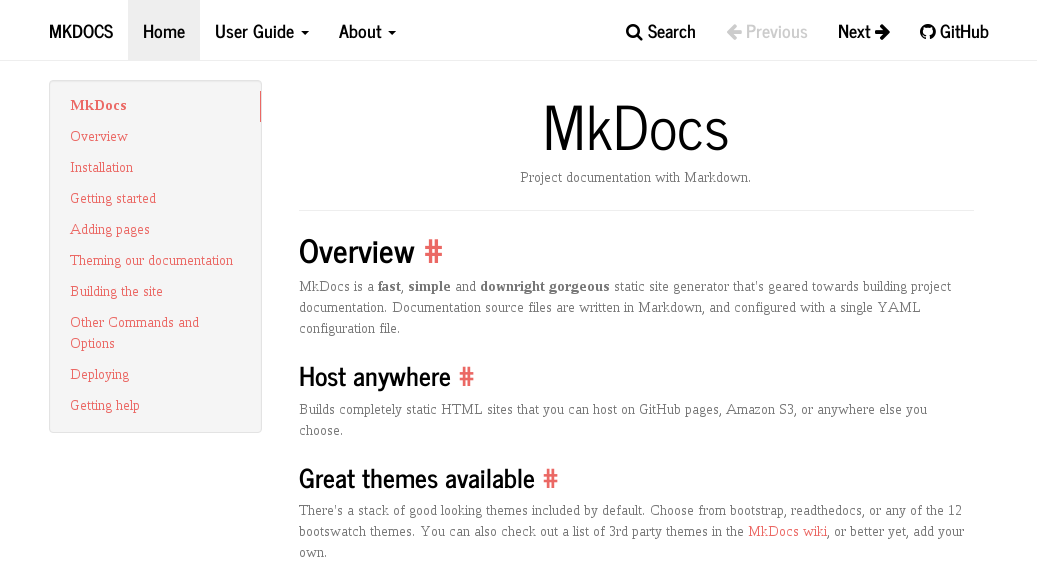 MKDOCS Home User Guide About Search Previous Next GitHub
MkDocs
Overview
Installation
Getting started
Adding pages
Theming our documentation
Building the site
Other Commands and
Options
Deploying
Getting help
MkDocs
Project documentation with Markdown.
Overview #
MkDocs is a fast, simple and downright gorgeous static site generator that's geared towards building project
documentation. Documentation source files are written in Markdown, and configured with a single YAML
configuration file.
Host anywhere #
Builds completely static HTML sites that you can host on GitHub pages, Amazon S3, or anywhere else you
choose.
Great themes available #
There's a stack of good looking themes included by default. Choose from bootstrap, readthedocs, or any of the 12
bootswatch themes. You can also check out a list of 3rd party themes in the MkDocs wiki, or better yet, add your
own.